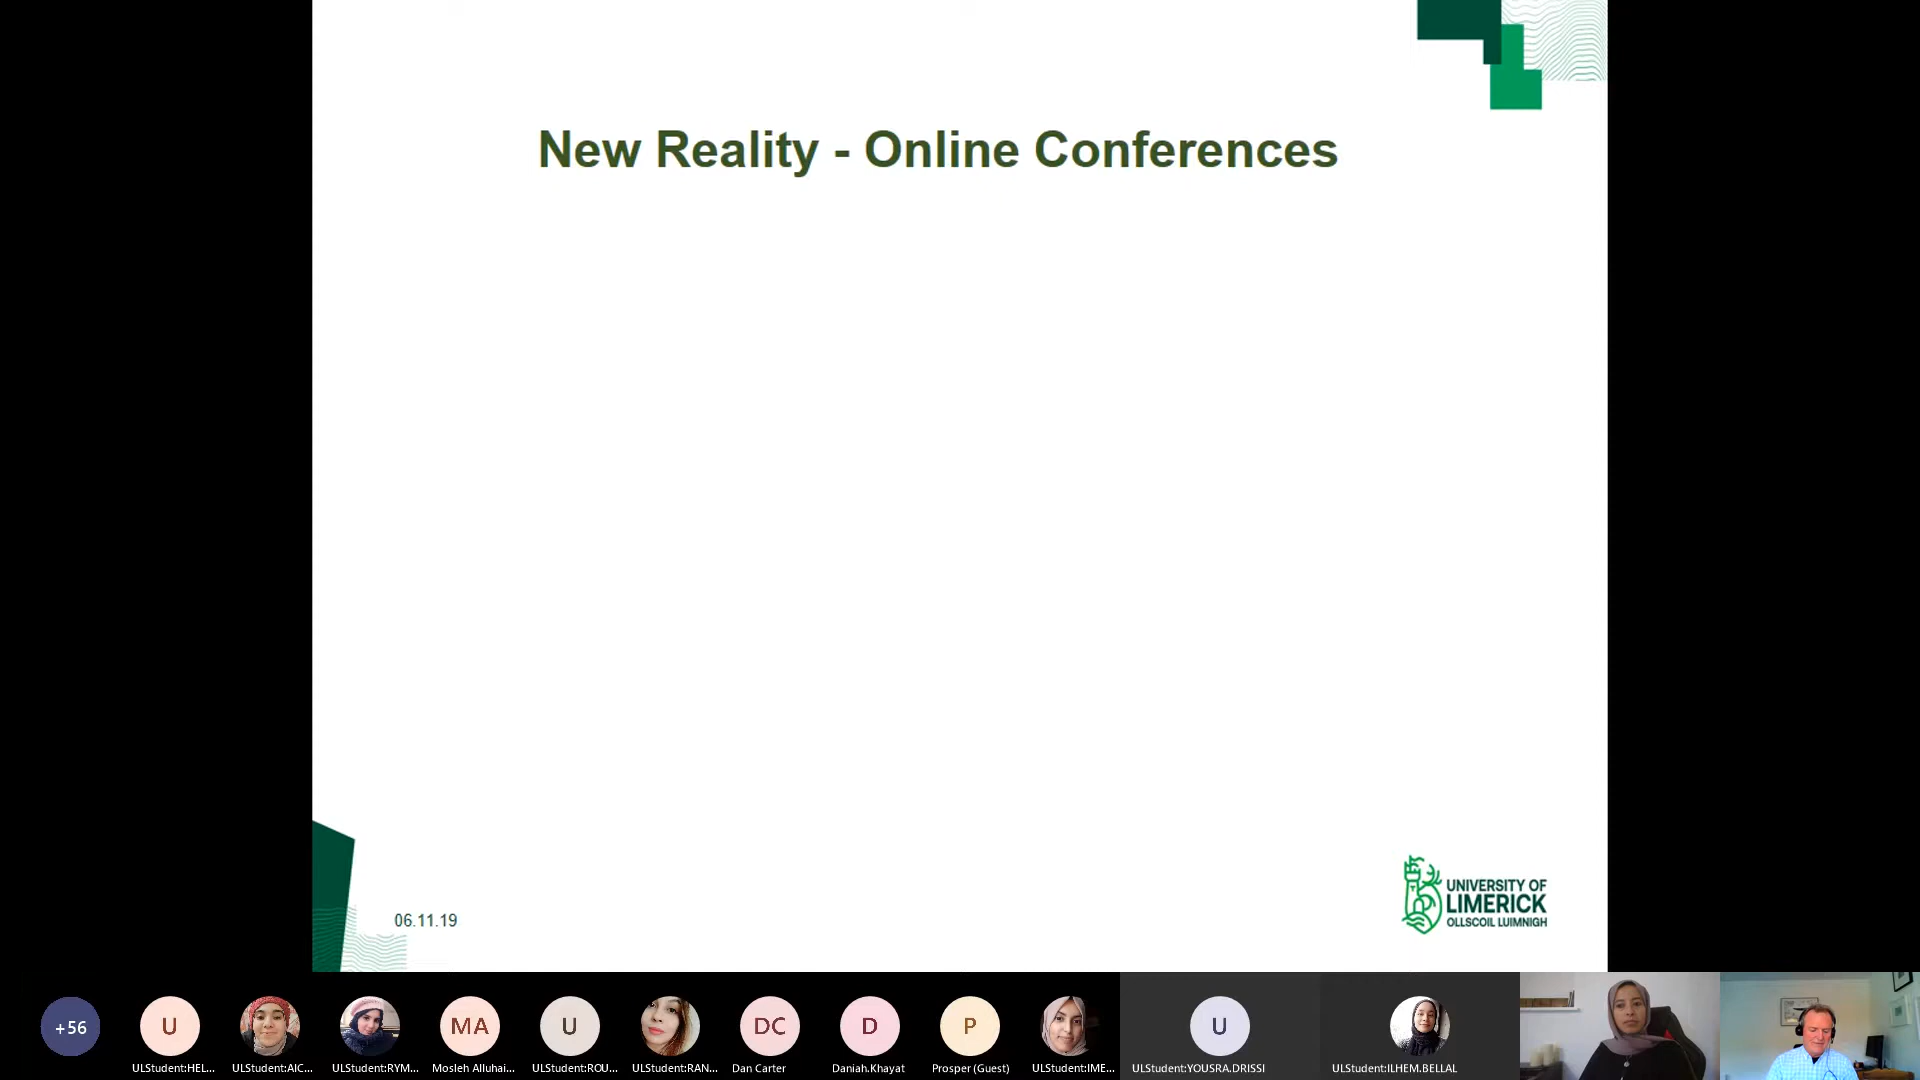 New Reality - Online Conferences
06.11.19
UNIVERSITY OF
LIMERICK
OLLSCOIL LUIMNIGH
+56
U
MA
U
DC
D
P
U
ULStudent:HEL...
ULStudent:AIC...
ULStudent:RYM...
Mosleh Alluhai...
ULStudent:ROU...
ULStudent:RAN...
Dan Carter
Daniah.Khayat
Prosper (Guest)
ULStudent:IME...
ULStudent:YOUSRA.DRISSI
ULStudent:ILHEM.BELLAL